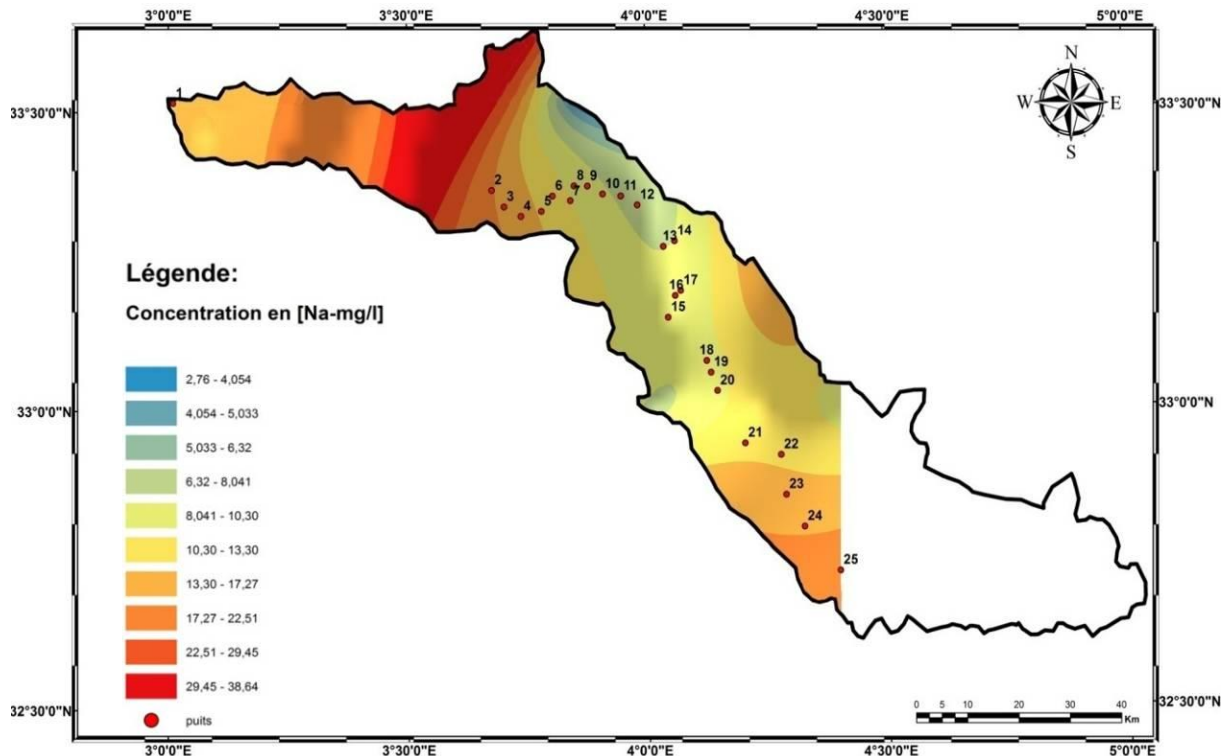 3°0'0"E 3°30'0"E 4°0'0"E 4°30'0"E 5°0'0"E
N
W E
S
33°30'0"N 33°30'0"N
1
2
3
4
5
6
7
8
9
10
11
12
13
14
15
16
17
18
19
20
21
22
23
24
25
Légende:
Concentration en [Na-mg/l]
2,76 - 4,054
4,054 - 5,033
5,033 - 6,32
6,32 - 8,041
8,041 - 10,30
10,30 - 13,30
13,30 - 17,27
17,27 - 22,51
22,51 - 29,45
29,45 - 38,64
puits
33°0'0"N 33°0'0"N
0 5 10 20 30 40
Km
32°30'0"N 32°30'0"N
3°0'0"E 3°30'0"E 4°0'0"E 4°30'0"E 5°0'0"E